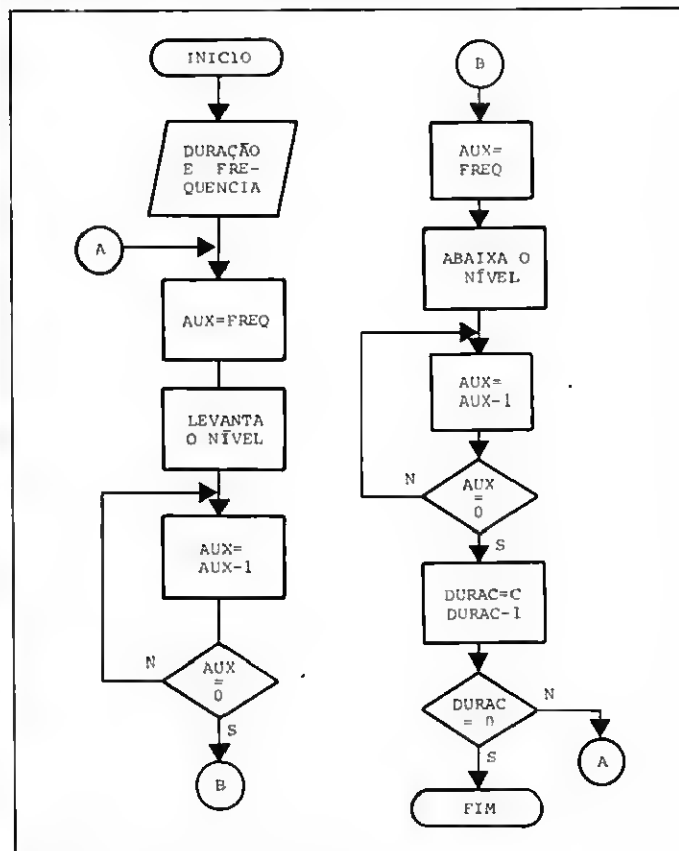 INICIO
DURAÇÃO
E FRE-
QUENCIA
A
AUX=FREQ
LEVANTA
O NÍVEL
AUX=
AUX-1
N
AUX
=
0
S
B
B
AUX=
FREQ
ABAIXA O
NÍVEL
AUX=
AUX-1
N
AUX
=
0
S
DURAC=C
DURAC-1
DURAC
= 0
N
A
S
FIM